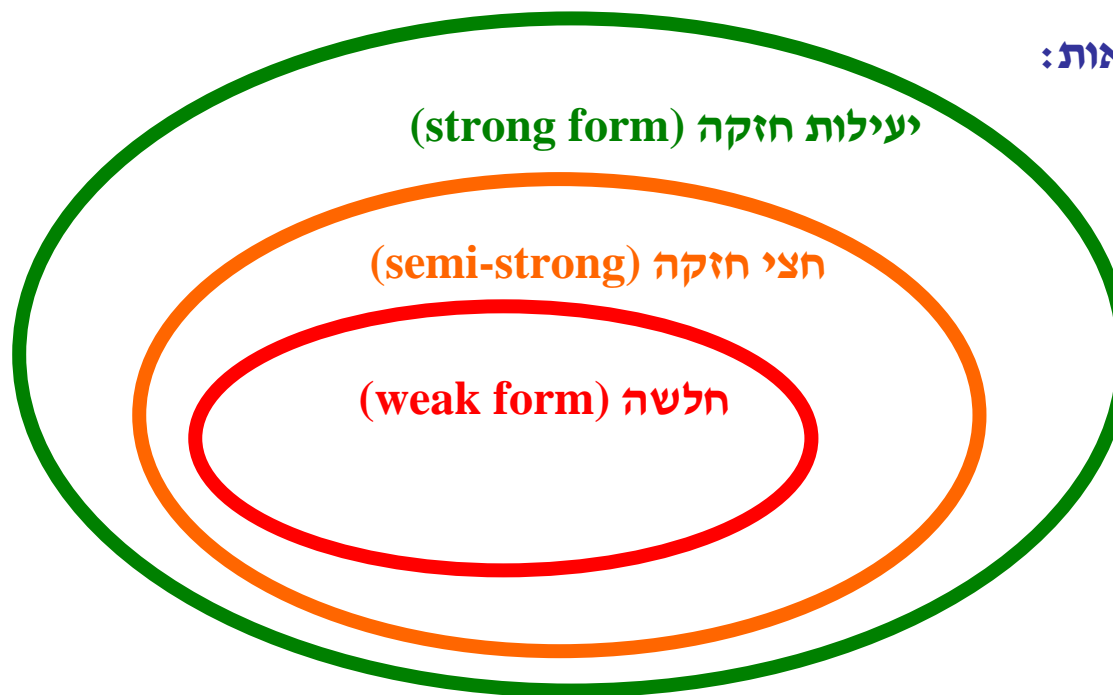 יעילות חזקה (strong form)
חצי חזקה (semi-strong)
חלשה (weak form)